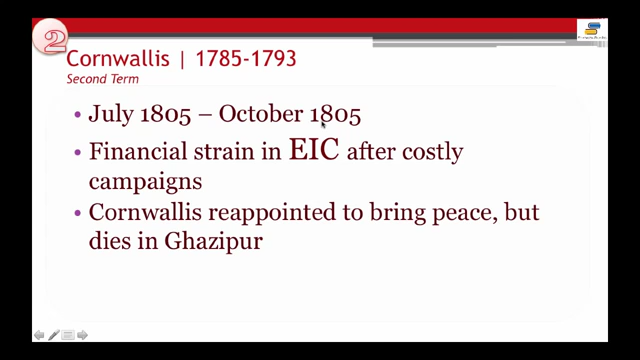 2
Cornwallis | 1785-1793
Second Term
• July 1805 – October 1805
• Financial strain in EIC after costly
campaigns
• Cornwallis reappointed to bring peace, but
dies in Ghazipur